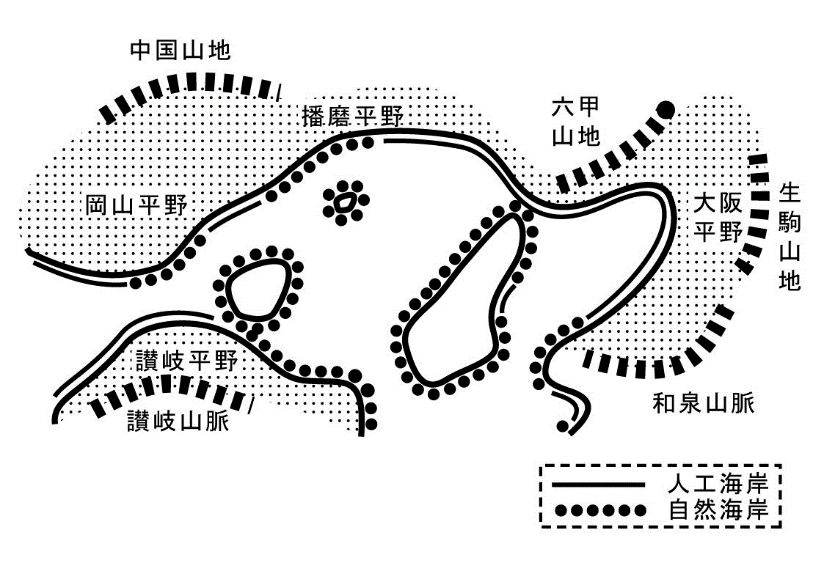 中国山地
播磨平野
六甲
山地
岡山平野
大阪
平野
生駒山地
讃岐平野
讃岐山脈
和泉山脈
人工海岸
自然海岸